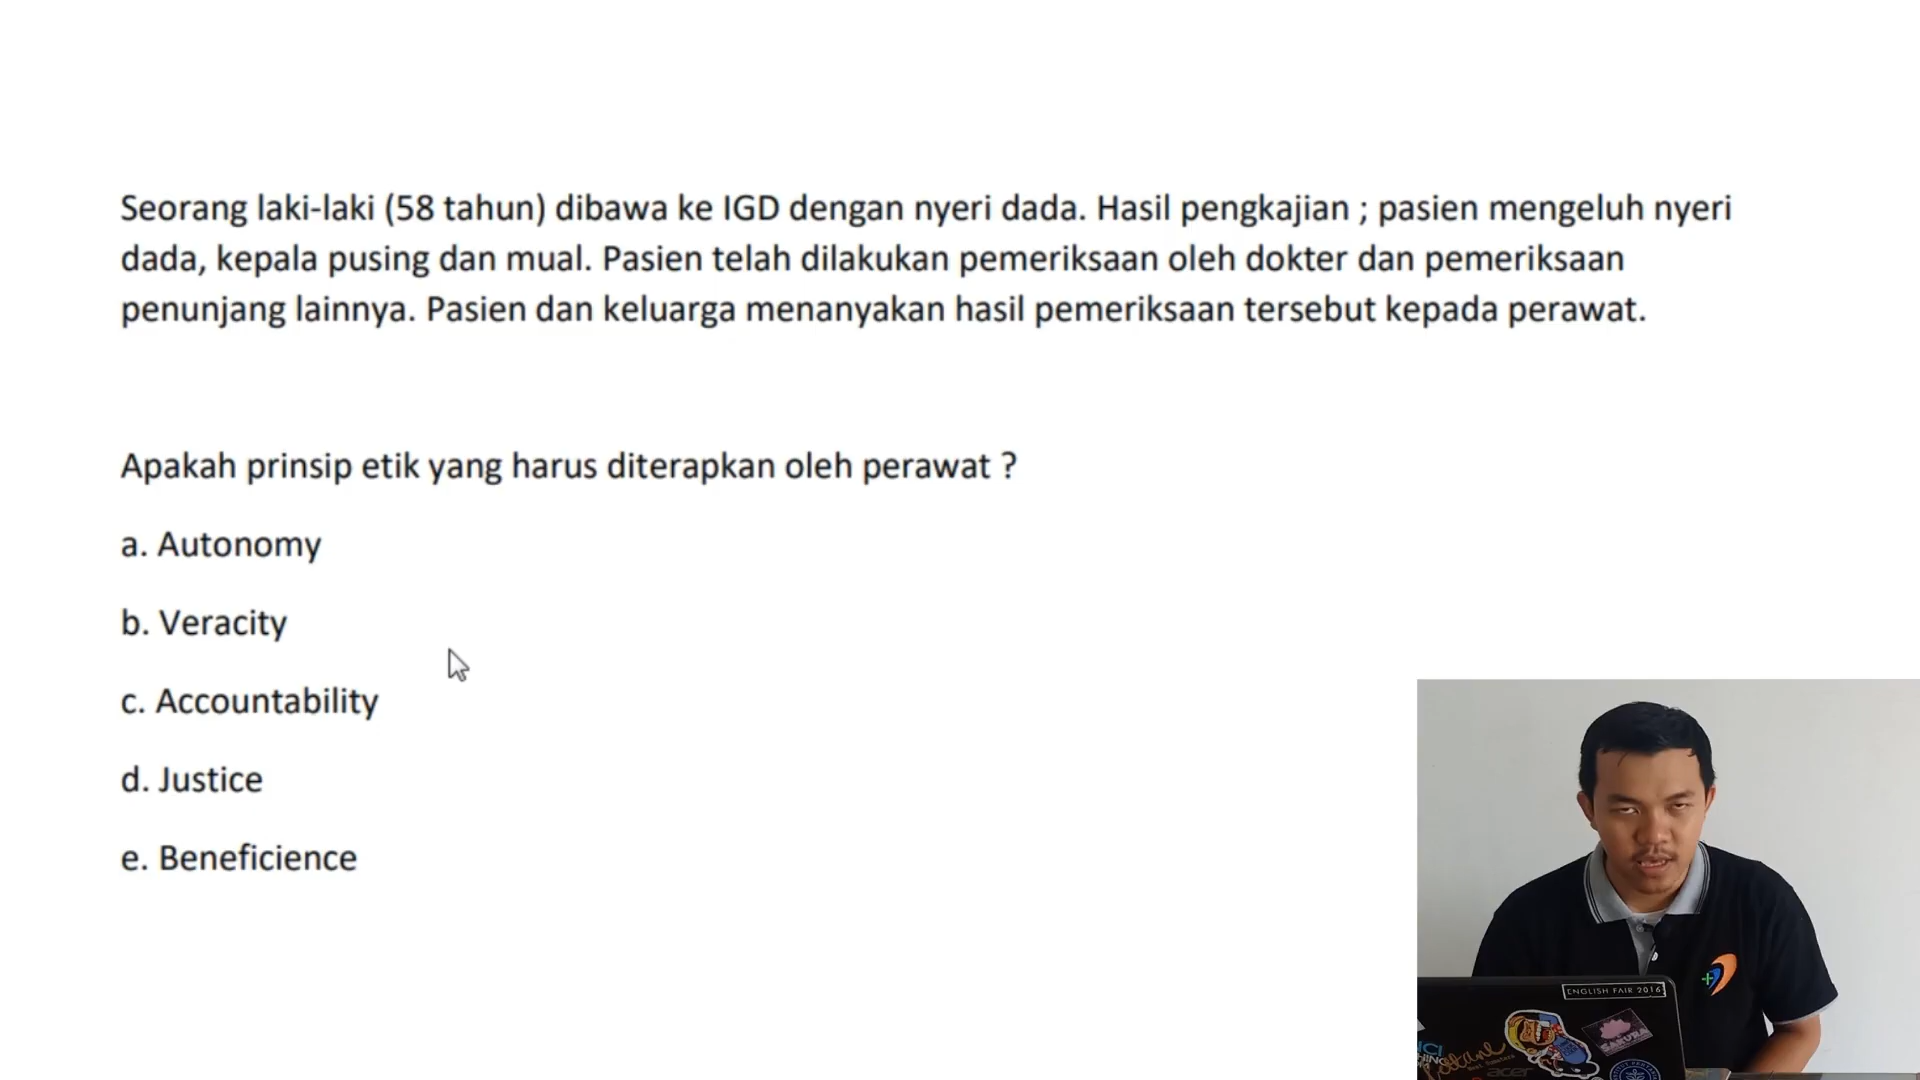 Seorang laki-laki (58 tahun) dibawa ke IGD dengan nyeri dada. Hasil pengkajian ; pasien mengeluh nyeri
dada, kepala pusing dan mual. Pasien telah dilakukan pemeriksaan oleh dokter dan pemeriksaan
penunjang lainnya. Pasien dan keluarga menanyakan hasil pemeriksaan tersebut kepada perawat.
Apakah prinsip etik yang harus diterapkan oleh perawat ?
a. Autonomy
b. Veracity
c. Accountability
d. Justice
e. Beneficience
ENGLISH FAIR 2016
SAKURA
acer